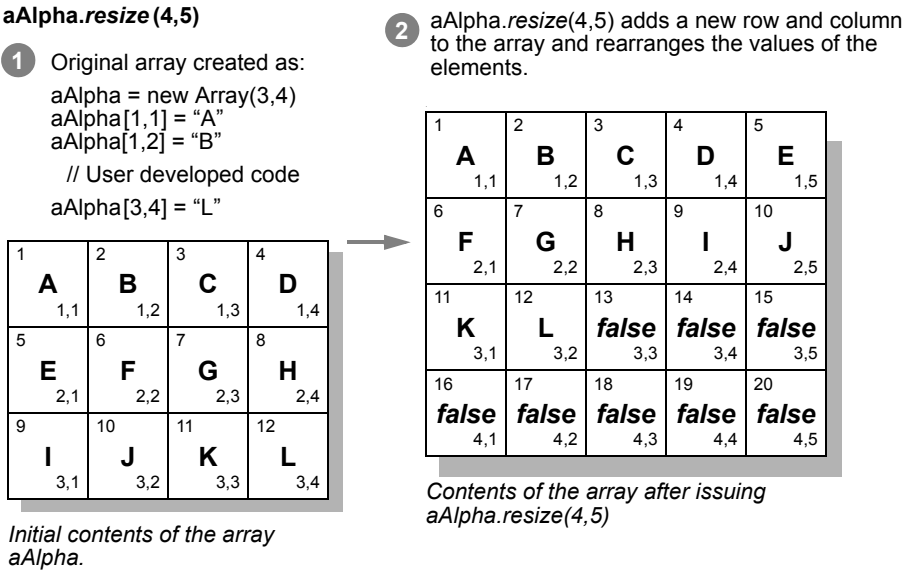 aAlpha.resize (4,5)
1 Original array created as:
aAlpha = new Array(3,4)
aAlpha[1,1] = “A”
aAlpha[1,2] = “B”
// User developed code
aAlpha[3,4] = “L”
1 2 3 4
A B C D
1,1 1,2 1,3 1,4
5 6 7 8
E F G H
2,1 2,2 2,3 2,4
9 10 11 12
I J K L
3,1 3,2 3,3 3,4
Initial contents of the array
aAlpha.
2 aAlpha.resize(4,5) adds a new row and column
to the array and rearranges the values of the
elements.
1 2 3 4 5
A B C D E
1,1 1,2 1,3 1,4 1,5
6 7 8 9 10
F G H I J
2,1 2,2 2,3 2,4 2,5
11 12 13 14 15
K L false false false
3,1 3,2 3,3 3,4 3,5
16 17 18 19 20
false false false false false
4,1 4,2 4,3 4,4 4,5
Contents of the array after issuing
aAlpha.resize(4,5)